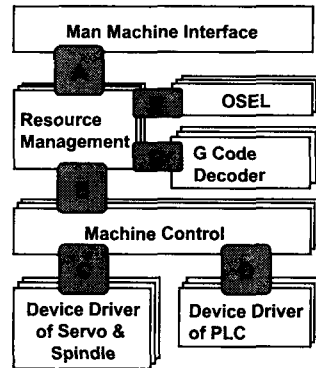 Man Machine Interface
A
Resource
Management
OSEL
G Code
Decoder
B
Machine Control
C
D
Device Driver
of Servo &
Spindle
Device Driver
of PLC